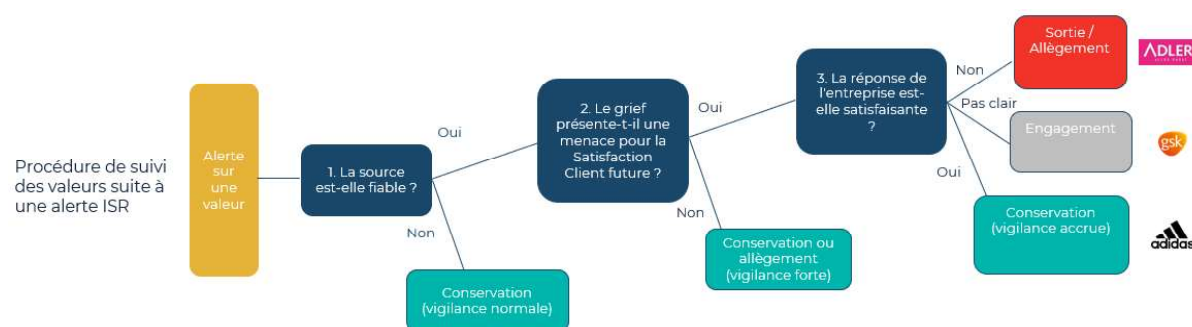 Procédure de suivi
des valeurs suite à
une alerte ISR
Alerte
sur
une
valeur
1. La source
est-elle fiable ?
Oui
Non
Conservation
(vigilance normale)
2. Le grief
présente-t-il une
menace pour la
Satisfaction
Client future ?
Oui
Non
Conservation ou
allègement
(vigilance forte)
3. La réponse de
l'entreprise est-
elle satisfaisante
?
Non
Pas clair
Oui
Sortie /
Allègement
ADLER
Engagement
gsk
Conservation
(vigilance accrue)
adidas